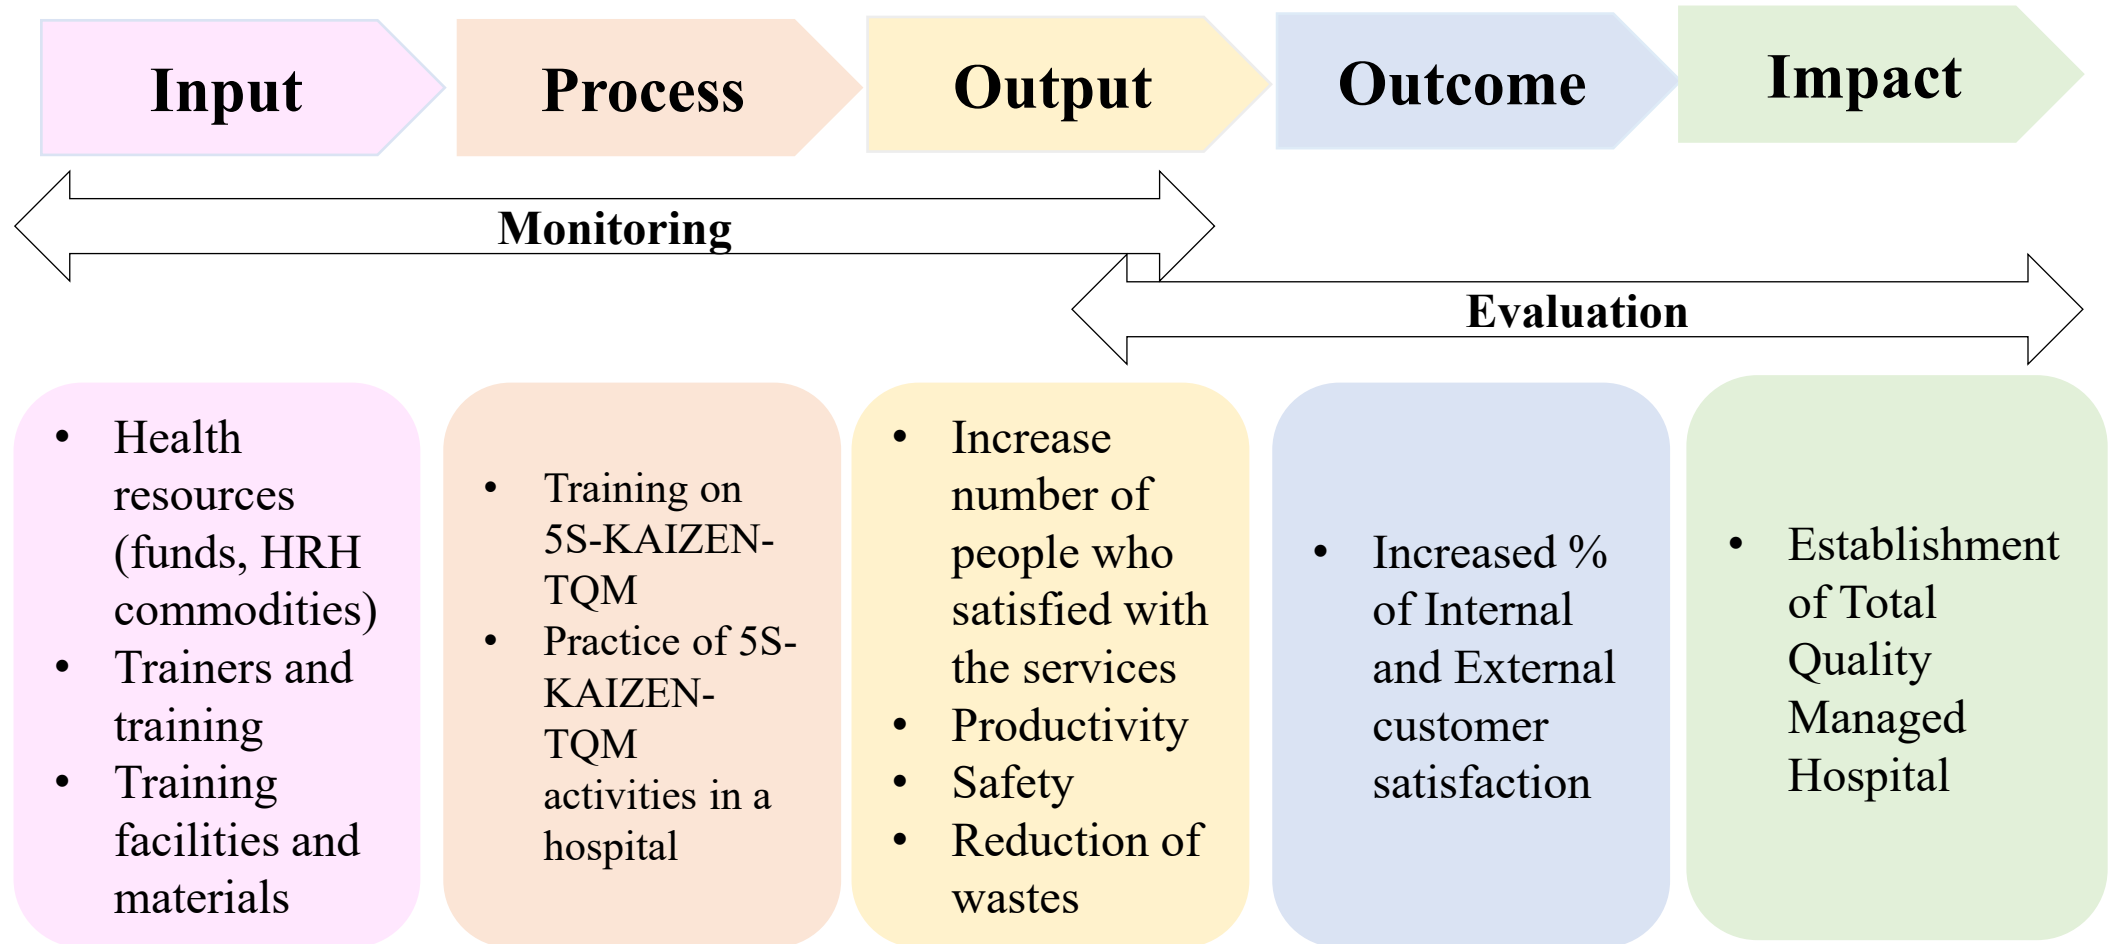 Input
Process
Output
Outcome
Impact
Monitoring
Evaluation
• Health
resources
(funds, HRH
commodities)
• Trainers and
training
• Training
facilities and
materials
• Training on
5S-KAIZEN-
TQM
• Practice of 5S-
KAIZEN-
TQM
activities in a
hospital
• Increase
number of
people who
satisfied with
the services
• Productivity
• Safety
• Reduction of
wastes
• Increased %
of Internal
and External
customer
satisfaction
• Establishment
of Total
Quality
Managed
Hospital